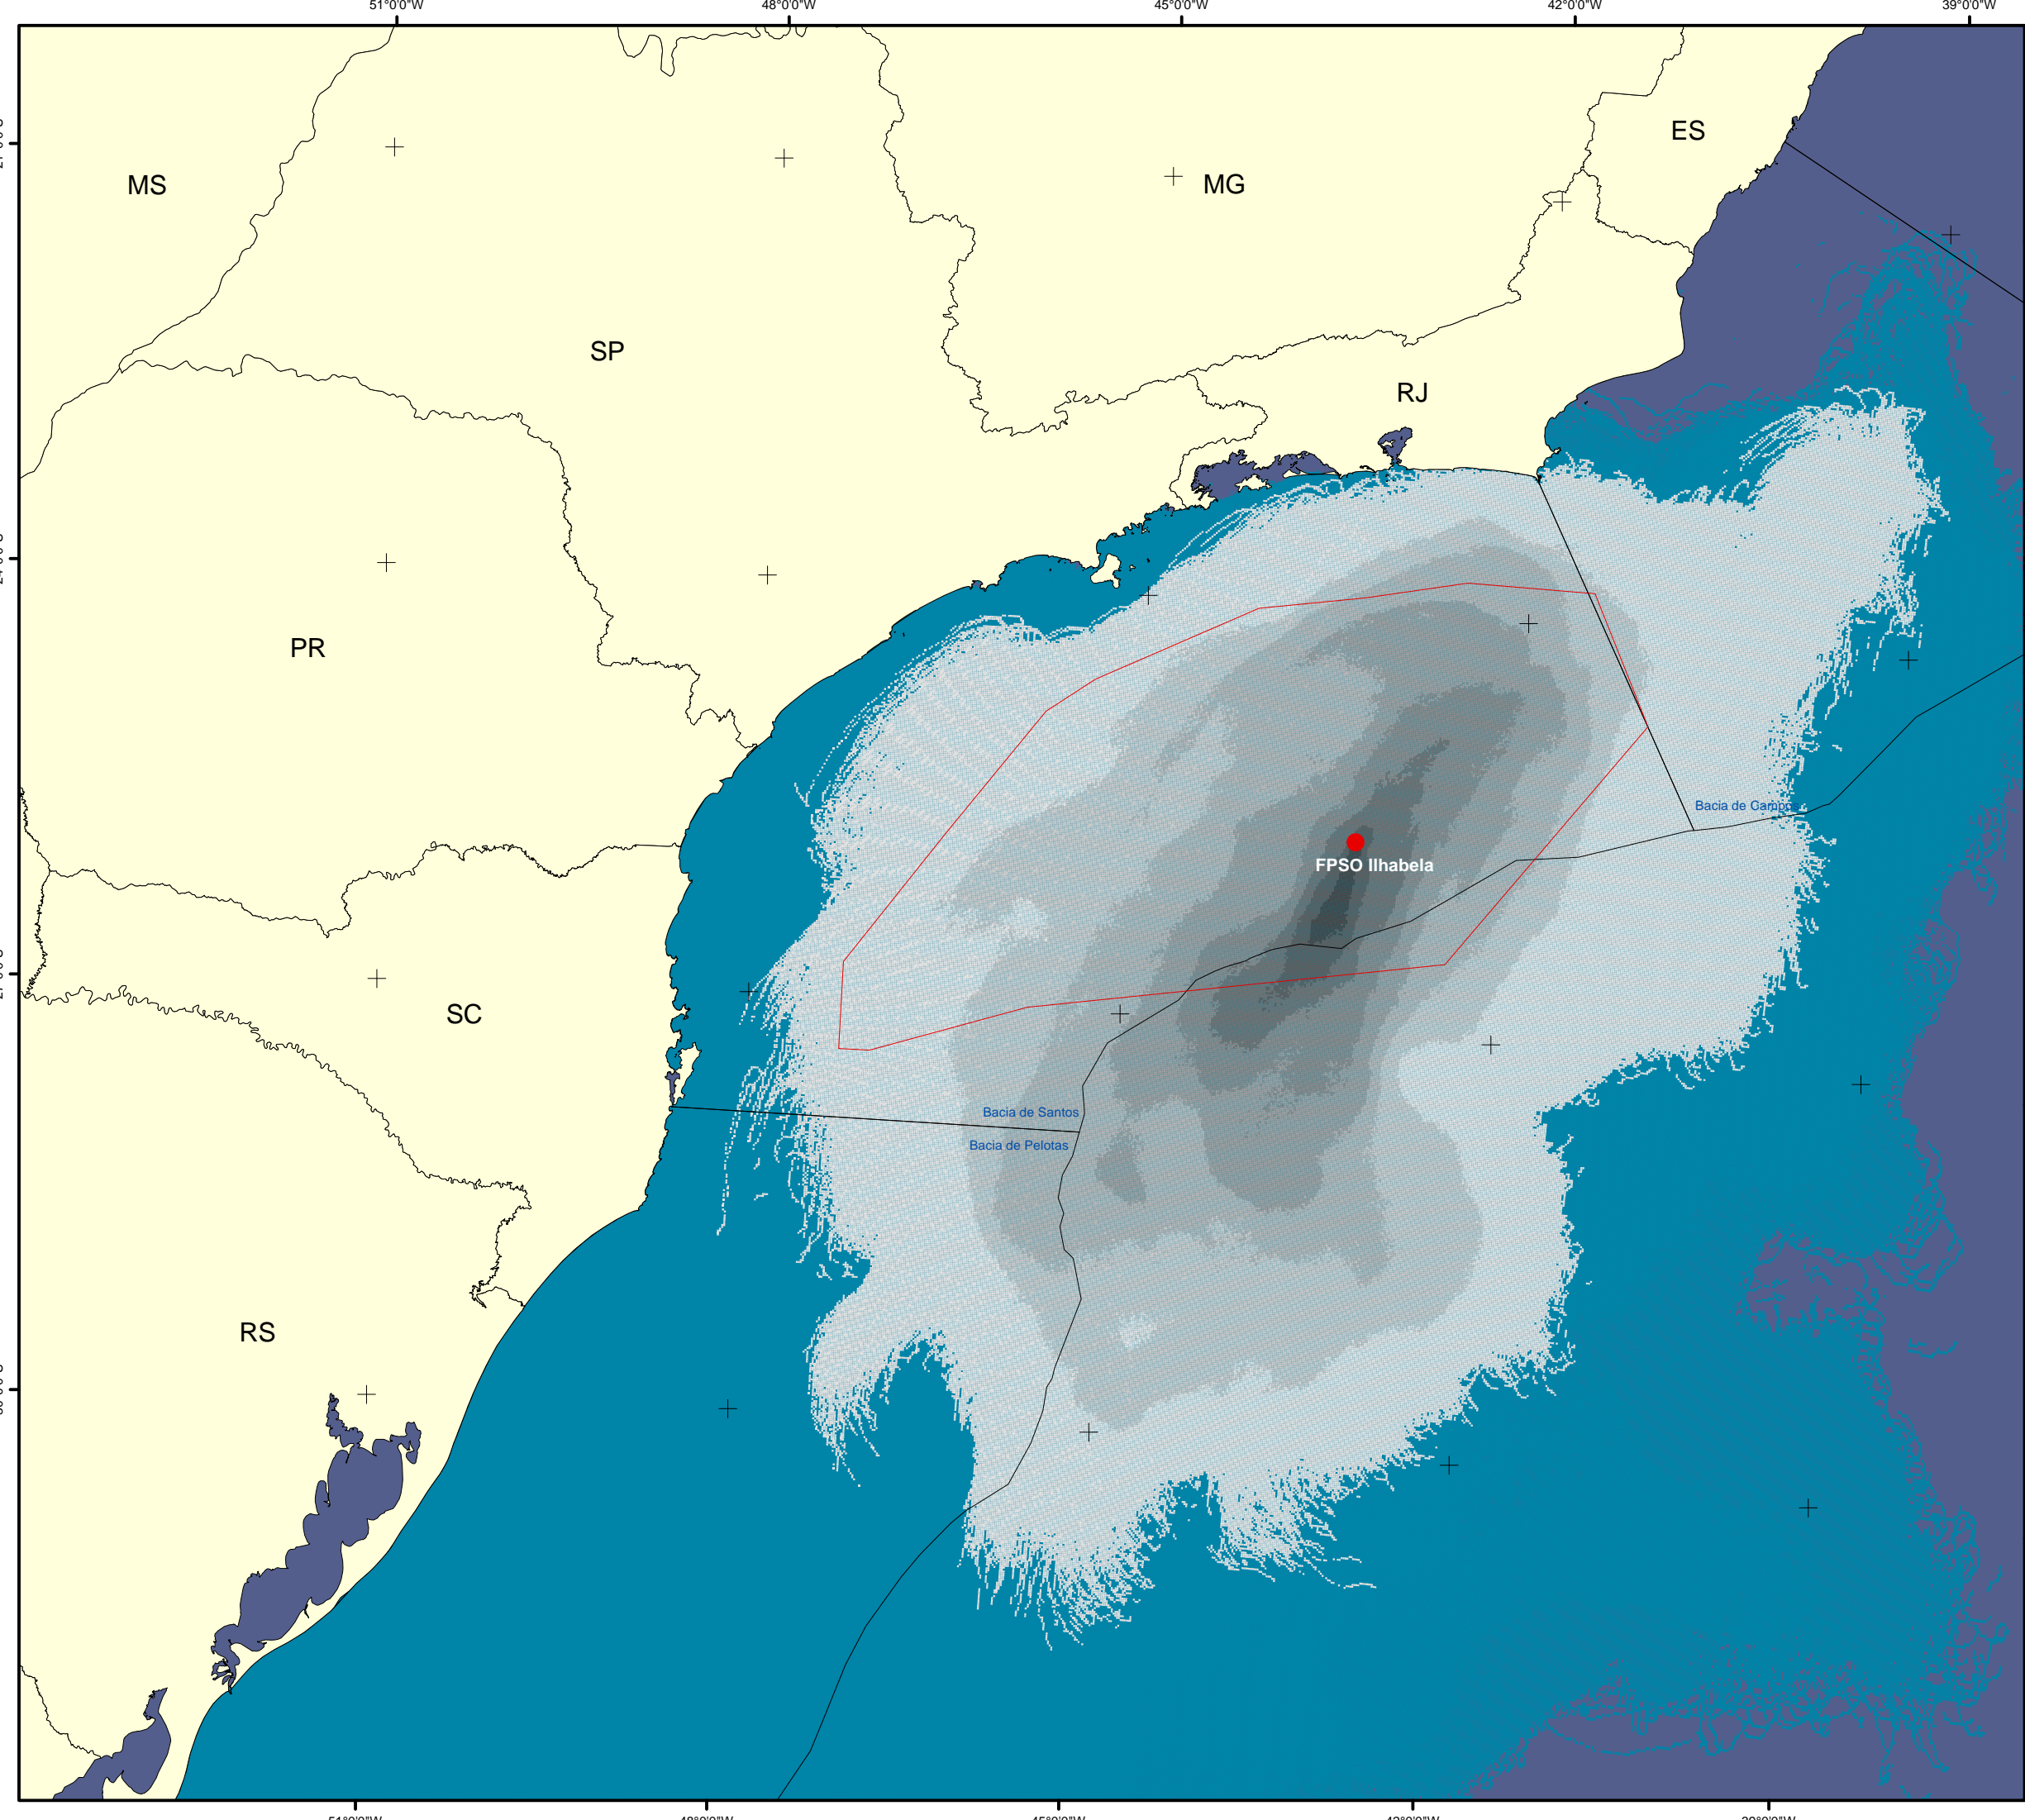 51°0'0"W 48°0'0"W 45°0'0"W 42°0'0"W 39°0'0"W
ES
MS
MG
SP
RJ
PR
Bacia de Campos
FPSO Ilhabela
SC
Bacia de Santos
Bacia de Pelotas
RS